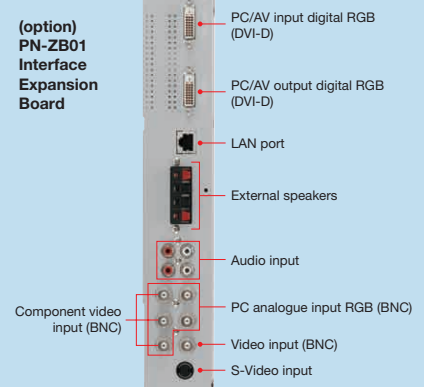 (option)
PN-ZB01
Interface
Expansion
Board
PC/AV input digital RGB
(DVI-D)
PC/AV output digital RGB
(DVI-D)
LAN port
External speakers
Audio input
PC analogue input RGB (BNC)
Component video
input (BNC)
Video input (BNC)
S-Video input